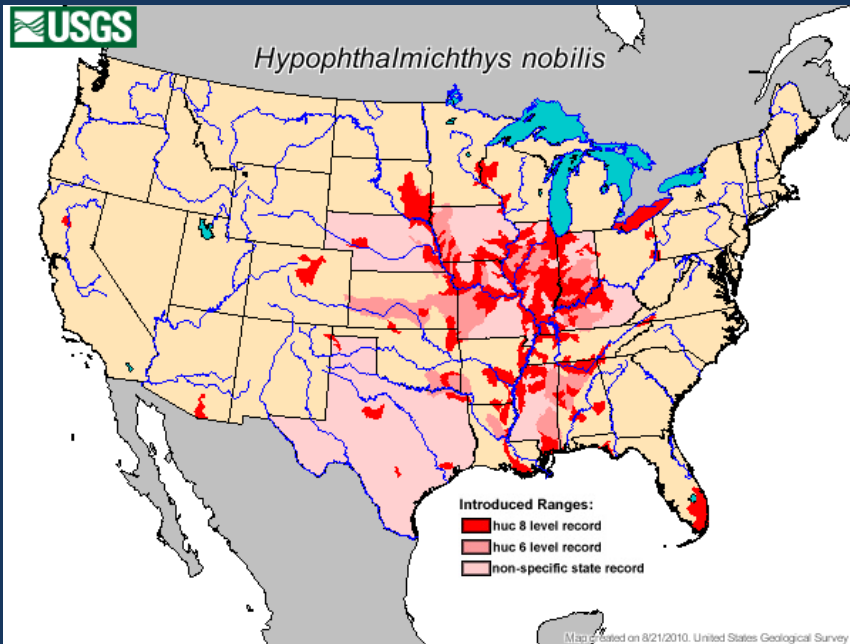 USGS
Hypophthalmichthys nobilis
Introduced Ranges:
huc 8 level record
huc 6 level record
non-specific state record
Map created on 8/21/2010. United States Geological Survey